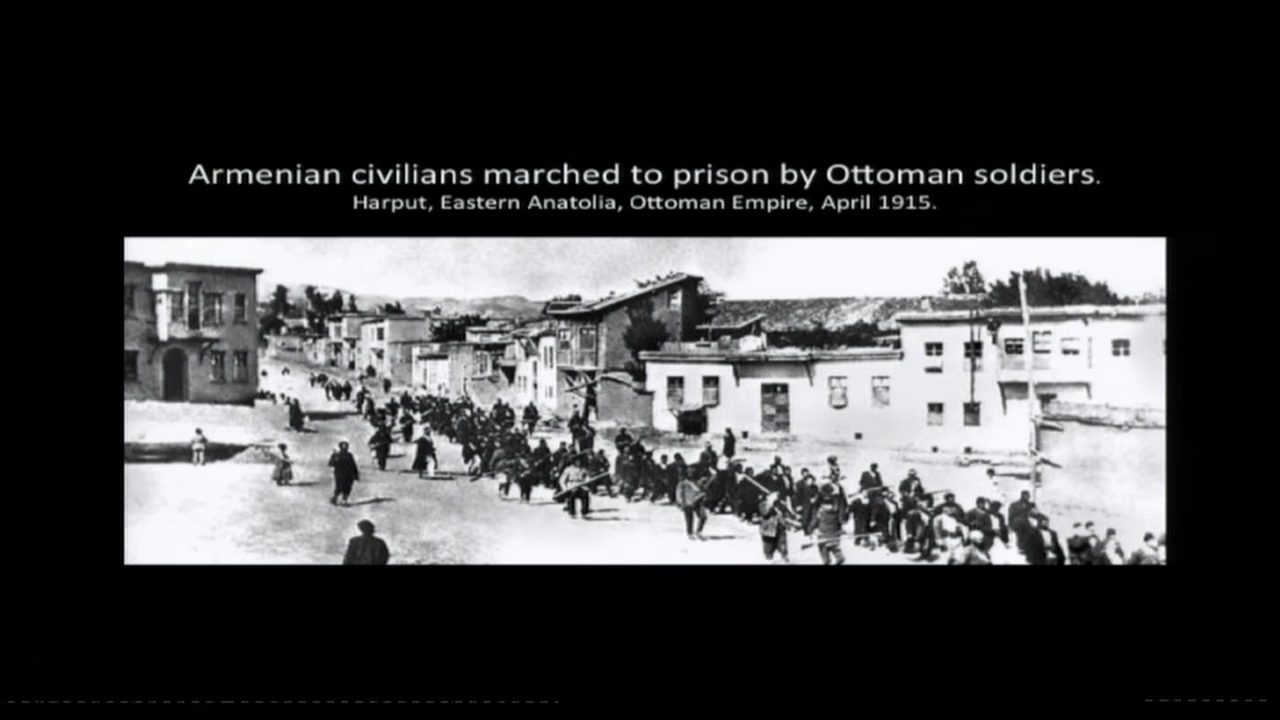 Armenian civilians marched to prison by Ottoman soldiers.
Harput, Eastern Anatolia, Ottoman Empire, April 1915.